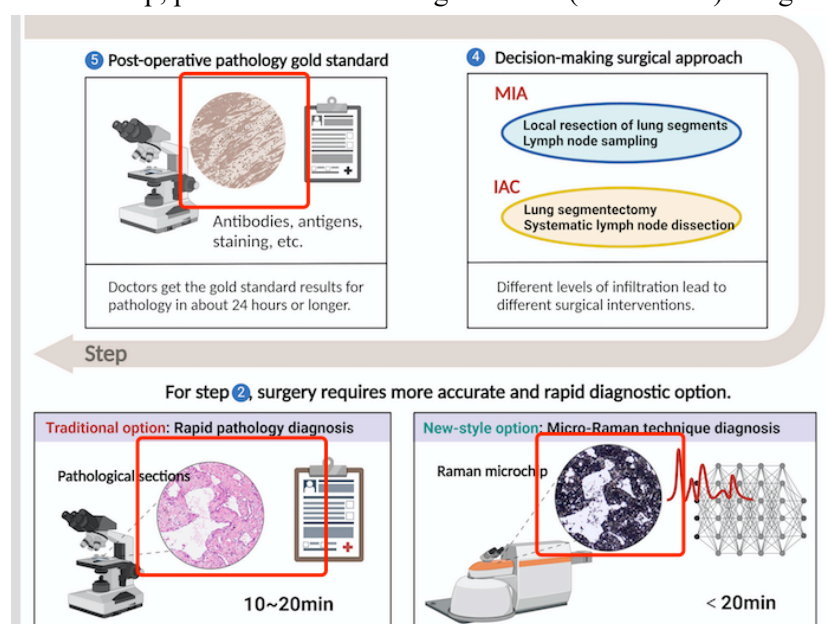 5 Post-operative pathology gold standard
Antibodies, antigens,
staining, etc.
Doctors get the gold standard results for
pathology in about 24 hours or longer.
4 Decision-making surgical approach
MIA
Local resection of lung segments
Lymph node sampling
IAC
Lung segmentectomy
Systematic lymph node dissection
Different levels of infiltration lead to
different surgical interventions.
Step
For step 2, surgery requires more accurate and rapid diagnostic option.
Traditional option: Rapid pathology diagnosis
Pathological sections
10~20min
New-style option: Micro-Raman technique diagnosis
Raman microchip
< 20min